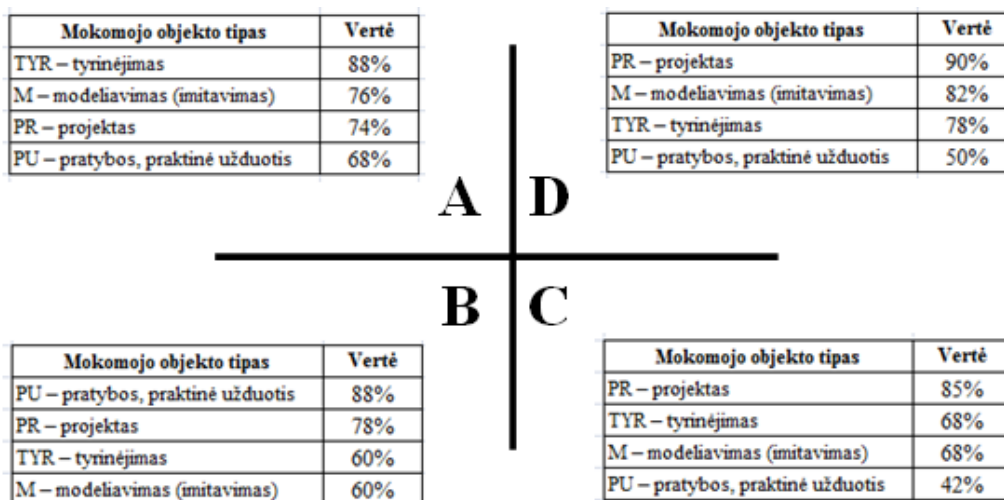 Mokomojo objekto tipas Vertė
TYR – tyrinėjimas 88%
M – modeliavimas (imitavimas) 76%
PR – projektas 74%
PU – pratybos, praktinė užduotis 68%
Mokomojo objekto tipas Vertė
PR – projektas 90%
M – modeliavimas (imitavimas) 82%
TYR – tyrinėjimas 78%
PU – pratybos, praktinė užduotis 50%
A D
B C
Mokomojo objekto tipas Vertė
PU – pratybos, praktinė užduotis 88%
PR – projektas 78%
TYR – tyrinėjimas 60%
M – modeliavimas (imitavimas) 60%
Mokomojo objekto tipas Vertė
PR – projektas 85%
TYR – tyrinėjimas 68%
M – modeliavimas (imitavimas) 68%
PU – pratybos, praktinė užduotis 42%